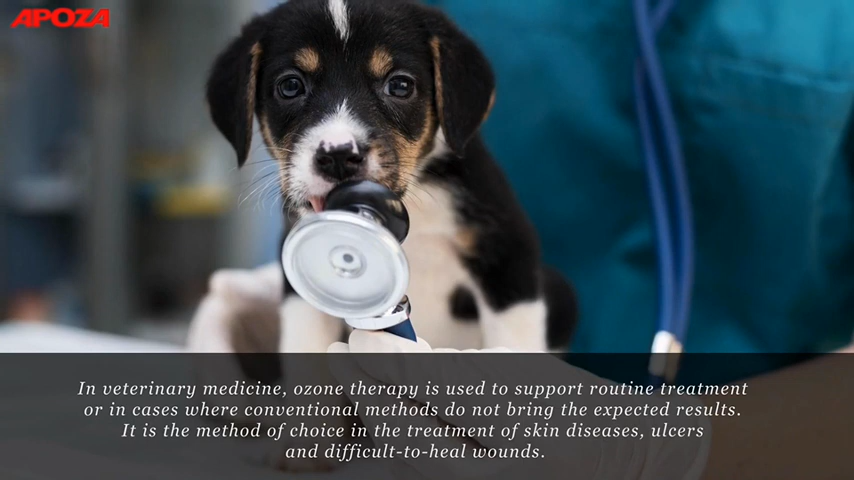 APOZA
In veterinary medicine, ozone therapy is used to support routine treatment
or in cases where conventional methods do not bring the expected results.
It is the method of choice in the treatment of skin diseases, ulcers
and difficult-to-heal wounds.